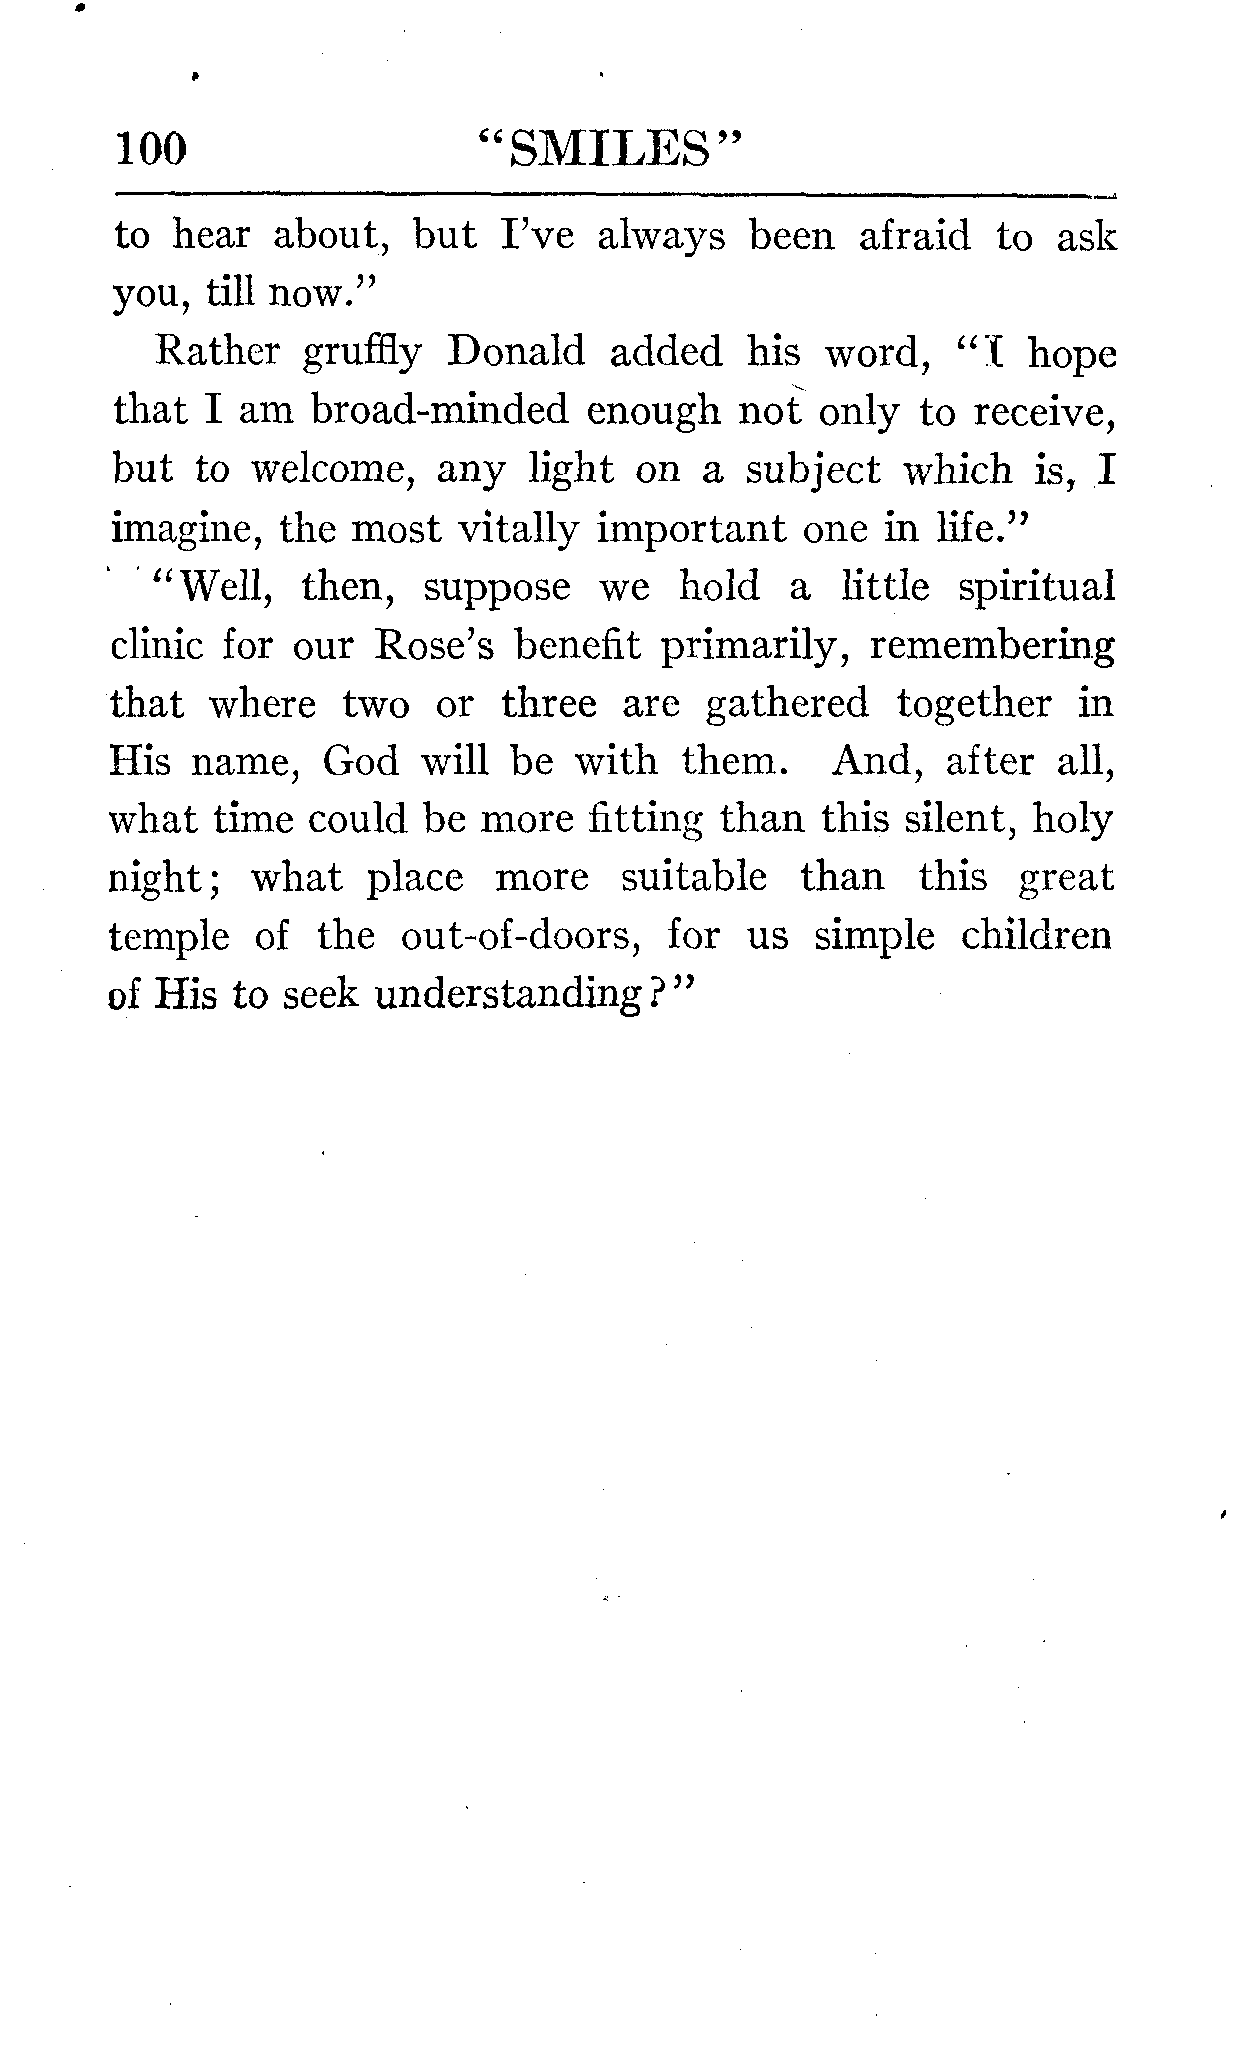 100 "SMILES"
to hear about, but I've always been afraid to ask
you, till now."
Rather gruffly Donald added his word, "I hope
that I am broad-minded enough not only to receive,
but to welcome, any light on a subject which is, I
imagine, the most vitally important one in life."
"Well, then, suppose we hold a little spiritual
clinic for our Rose's benefit primarily, remembering
that where two or three are gathered together in
His name, God will be with them. And, after all,
what time could be more fitting than this silent, holy
night; what place more suitable than this great
temple of the out-of-doors, for us simple children
of His to seek understanding?"